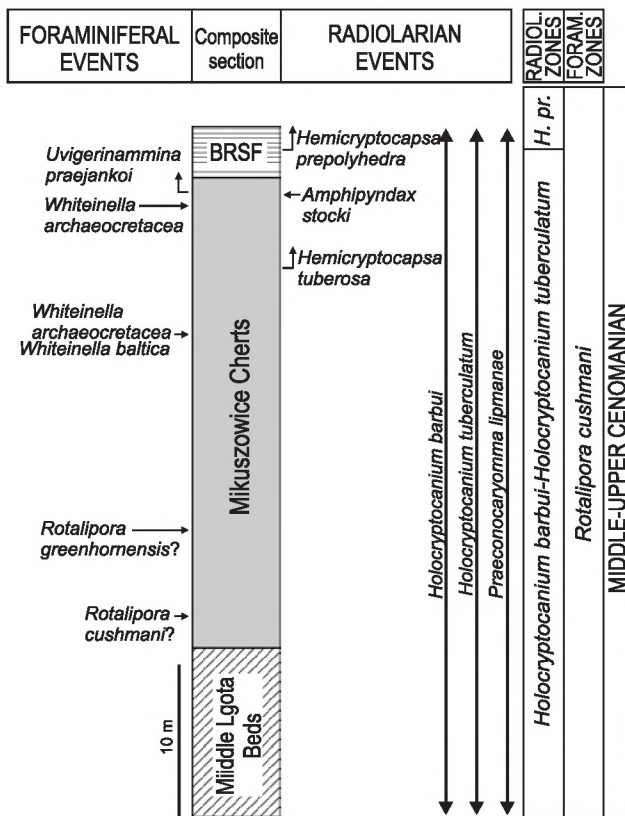 FORAMINIFERAL
EVENTS
Composite
section
RADIOLARIAN
EVENTS
RADIOL.
ZONES
FORAM.
ZONES
Uvigerinammina
praejankoi
Whiteinella
archaeocretacea
Whiteinella
archaeocretacea
Whiteinella baltica
Rotalipora
greenhornensis?
Rotalipora
cushmani?
10 m
BRSF
Mikuszowice Cherts
Miiddle Lgota
Beds
Hemicryptocapsa
prepolyhedra
Amphipyndax
stocki
Hemicryptocapsa
tuberosa
Holocryptocanium barbui
Holocryptocanium tuberculatum
Praeconocaryomma lipmanae
H. pr.
Holocryptocanium barbui-Holocryptocanium tuberculatum
Rotalipora cushmani
MIDDLE-UPPER CENOMANIAN